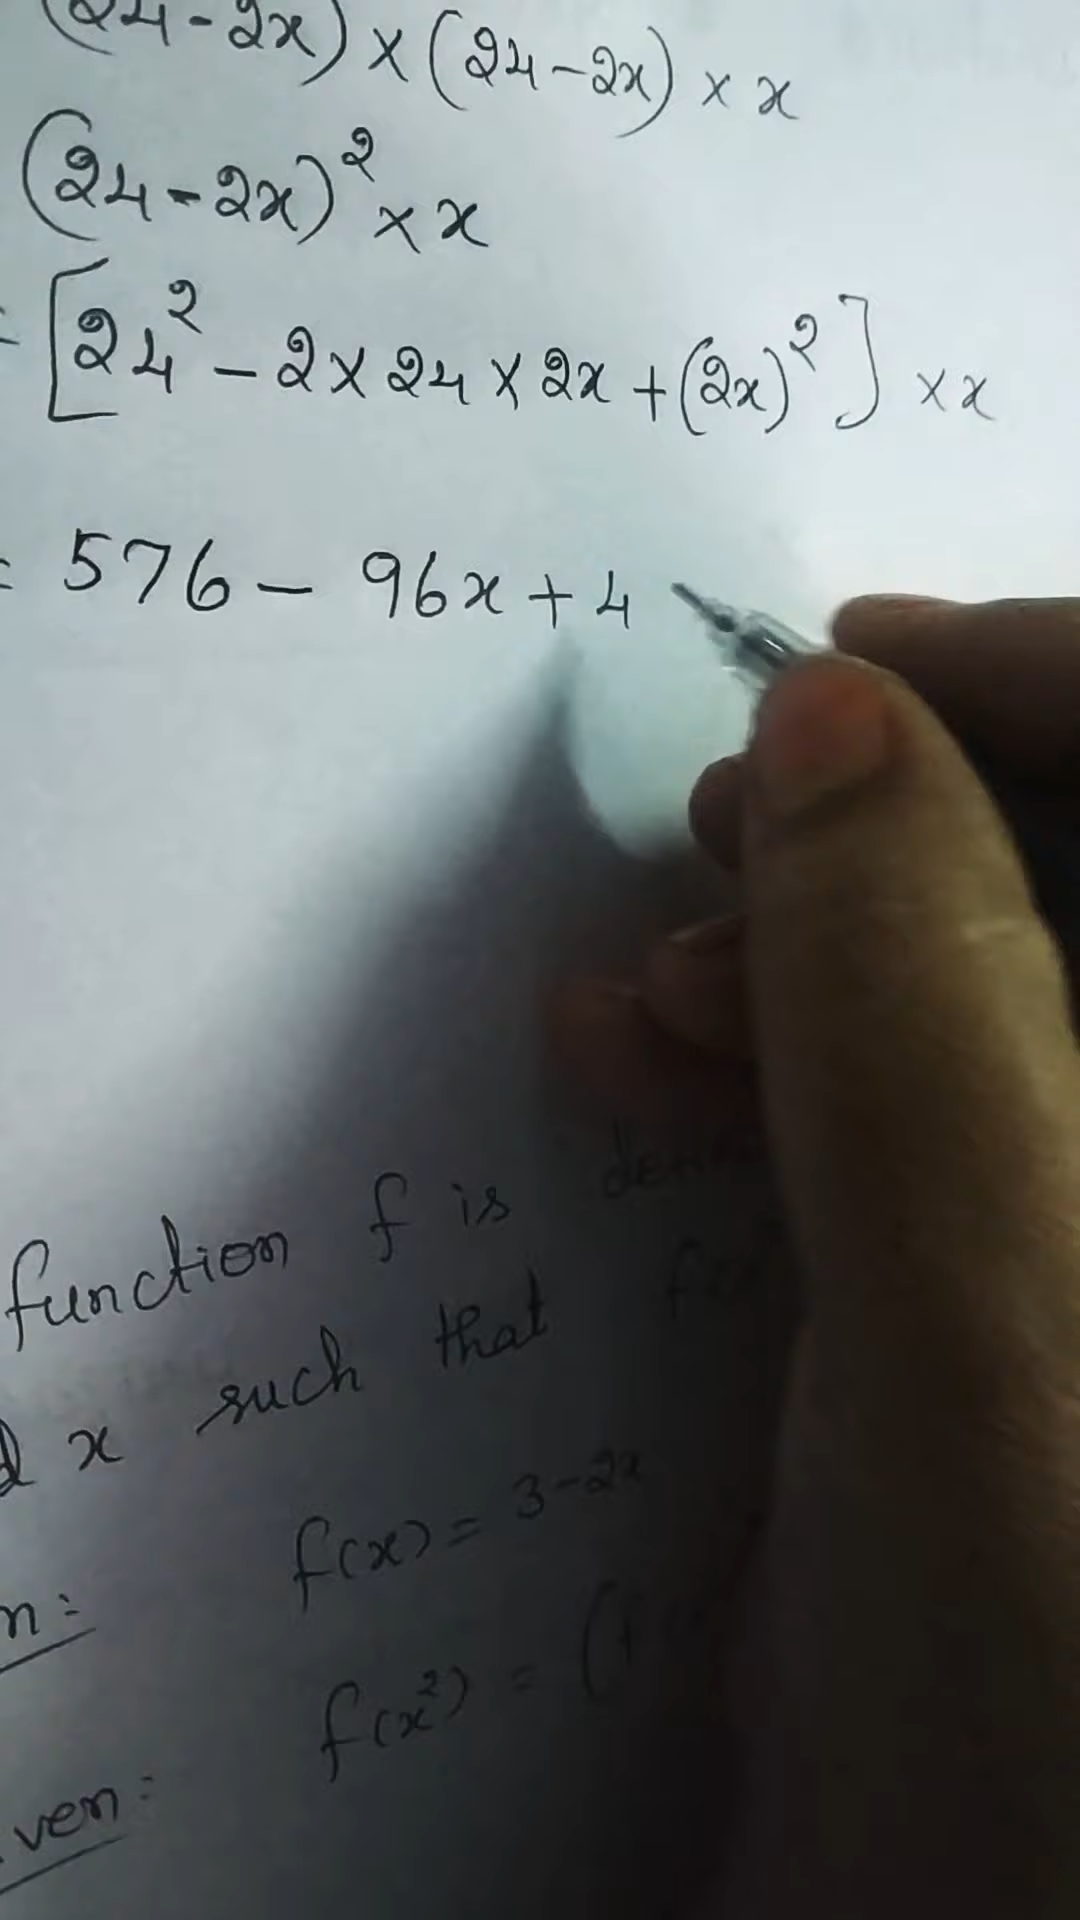 (24-2x) × (24-2x) × x
(24-2x)² × x
= [24² - 2×24×2x + (2x)²] × x
= 576 - 96x + 4
function f is
x such that
f(x) = 3-2x
n:
f(x²) = (f
ven: